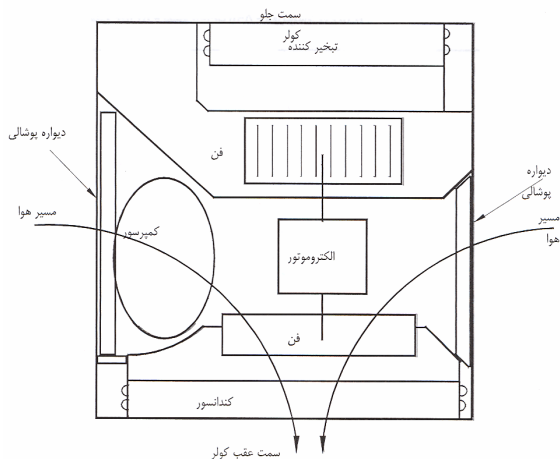 سمت جلو
کولر
تبخیر کننده
دیواره پوشالی
فن
دیواره
پوشالی
مسیر هوا
کمپرسور
الکتروموتور
مسیر
هوا
فن
کندانسور
سمت عقب کولر